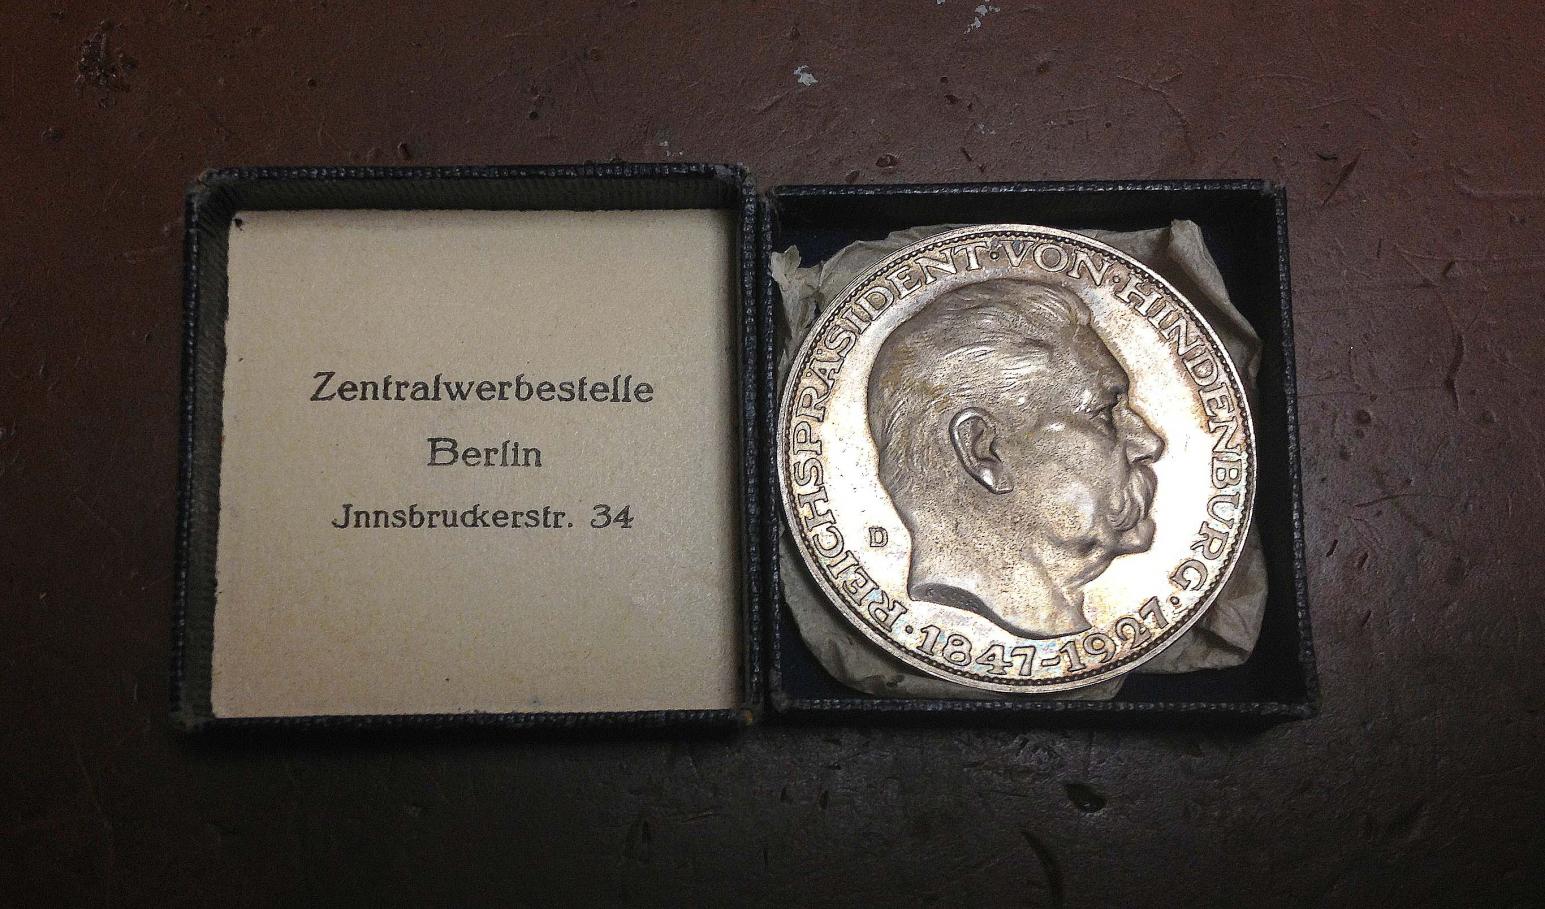 Zentralwerbestelle
Berlin
Jnnsbruckerstr. 34
REICHSPRÄSIDENT·VON·HINDENBURG·
D
·1847-1927·